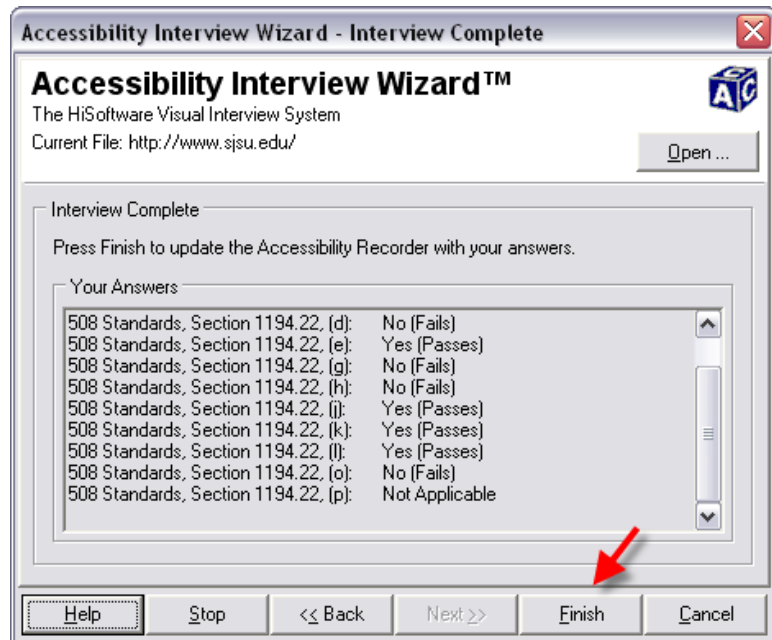 Accessibility Interview Wizard - Interview Complete
Accessibility Interview Wizard™
The HiSoftware Visual Interview System
Current File: http://www.sjsu.edu/
Open ...
Interview Complete
Press Finish to update the Accessibility Recorder with your answers.
Your Answers
508 Standards, Section 1194.22, (d): No (Fails)
508 Standards, Section 1194.22, (e): Yes (Passes)
508 Standards, Section 1194.22, (g): No (Fails)
508 Standards, Section 1194.22, (h): No (Fails)
508 Standards, Section 1194.22, (j): Yes (Passes)
508 Standards, Section 1194.22, (k): Yes (Passes)
508 Standards, Section 1194.22, (l): Yes (Passes)
508 Standards, Section 1194.22, (o): No (Fails)
508 Standards, Section 1194.22, (p): Not Applicable
Help Stop << Back Next >> Finish Cancel